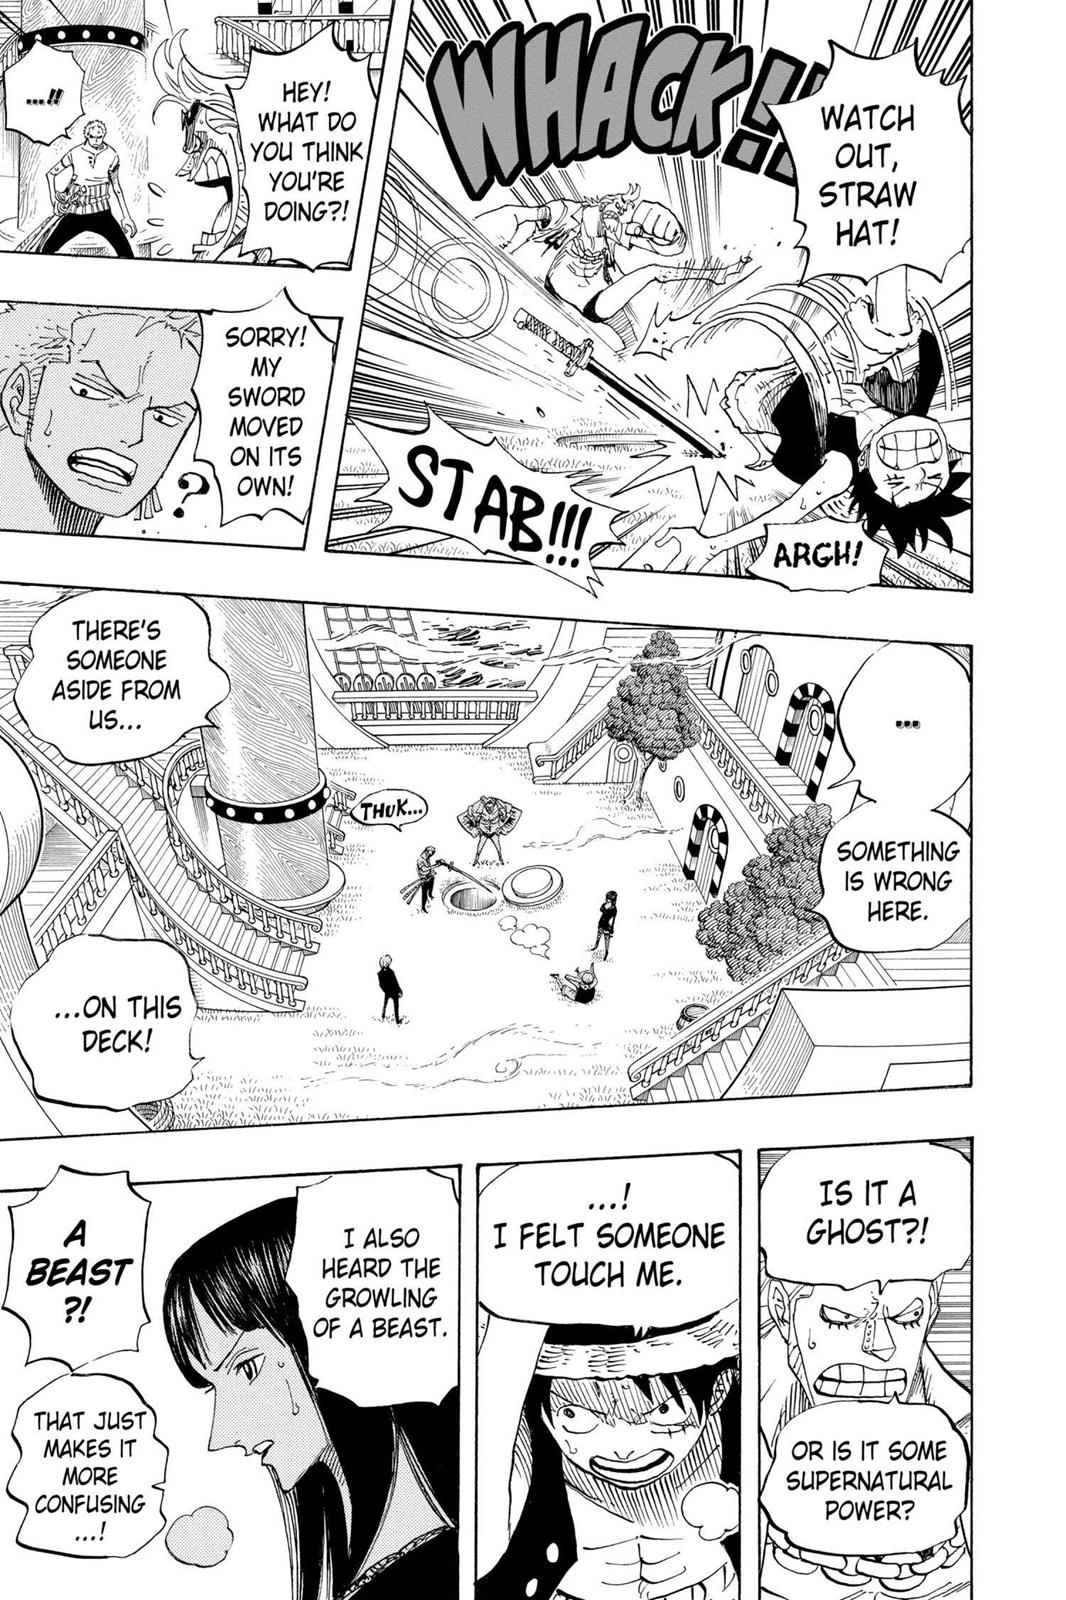 WATCH
OUT,
STRAW
HAT!
WHACK!!
STAB!!!
ARGH!
HEY!
WHAT DO
YOU THINK
YOU'RE
DOING?!
...!!
SORRY!
MY
SWORD
MOVED
ON ITS
OWN!
?
...
SOMETHING
IS WRONG
HERE.
THUK...
THERE'S
SOMEONE
ASIDE FROM
US...
...ON THIS
DECK!
IS IT A
GHOST?!
OR IS IT SOME
SUPERNATURAL
POWER?
...!
I FELT SOMEONE
TOUCH ME.
I ALSO
HEARD THE
GROWLING
OF A BEAST.
A
BEAST
?!
THAT JUST
MAKES IT
MORE
CONFUSING
...!